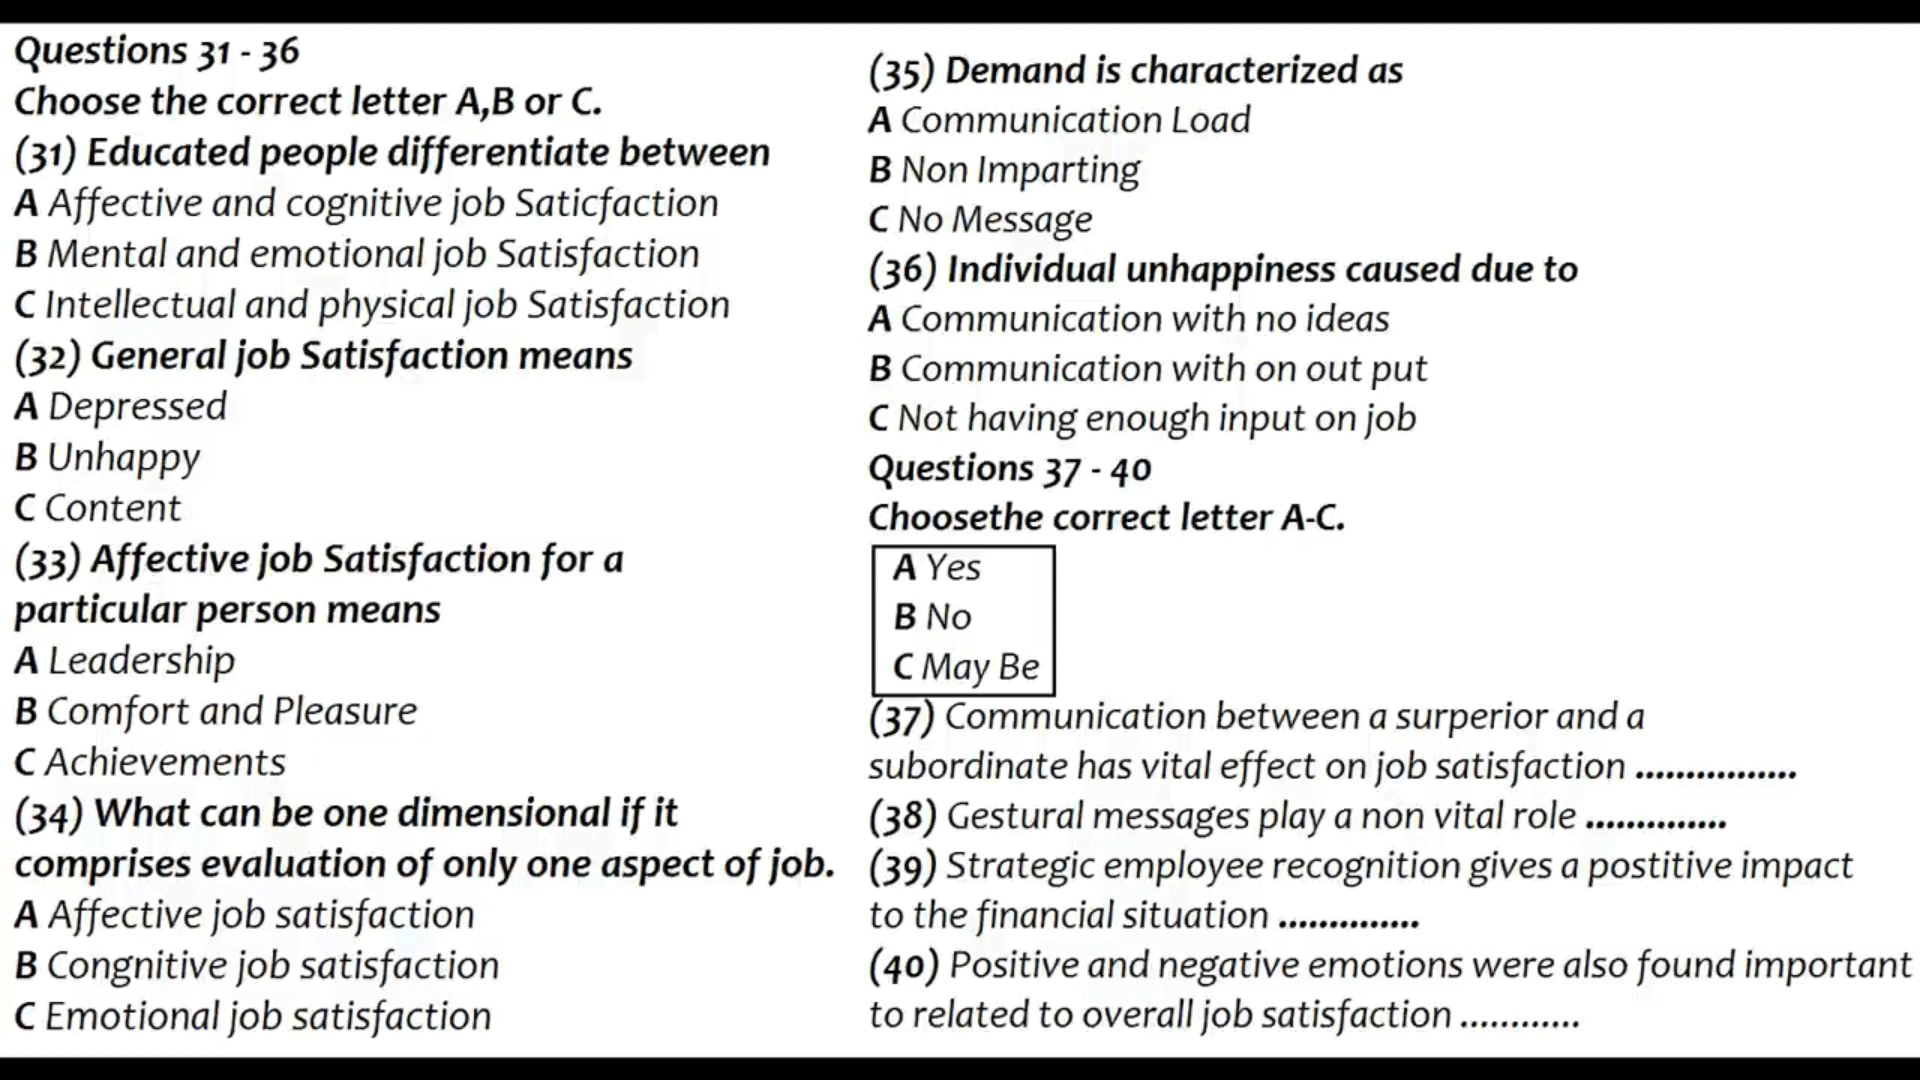 Questions 31 - 36
Choose the correct letter A,B or C.
(31) Educated people differentiate between
A Affective and cognitive job Saticfaction
B Mental and emotional job Satisfaction
C Intellectual and physical job Satisfaction
(32) General job Satisfaction means
A Depressed
B Unhappy
C Content
(33) Affective job Satisfaction for a
particular person means
A Leadership
B Comfort and Pleasure
C Achievements
(34) What can be one dimensional if it
comprises evaluation of only one aspect of job.
A Affective job satisfaction
B Congnitive job satisfaction
C Emotional job satisfaction
(35) Demand is characterized as
A Communication Load
B Non Imparting
C No Message
(36) Individual unhappiness caused due to
A Communication with no ideas
B Communication with on out put
C Not having enough input on job
Questions 37 - 40
Choosethe correct letter A-C.
A Yes
B No
C May Be
(37) Communication between a surperior and a
subordinate has vital effect on job satisfaction ................
(38) Gestural messages play a non vital role ..............
(39) Strategic employee recognition gives a postitive impact
to the financial situation ..............
(40) Positive and negative emotions were also found important
to related to overall job satisfaction ............